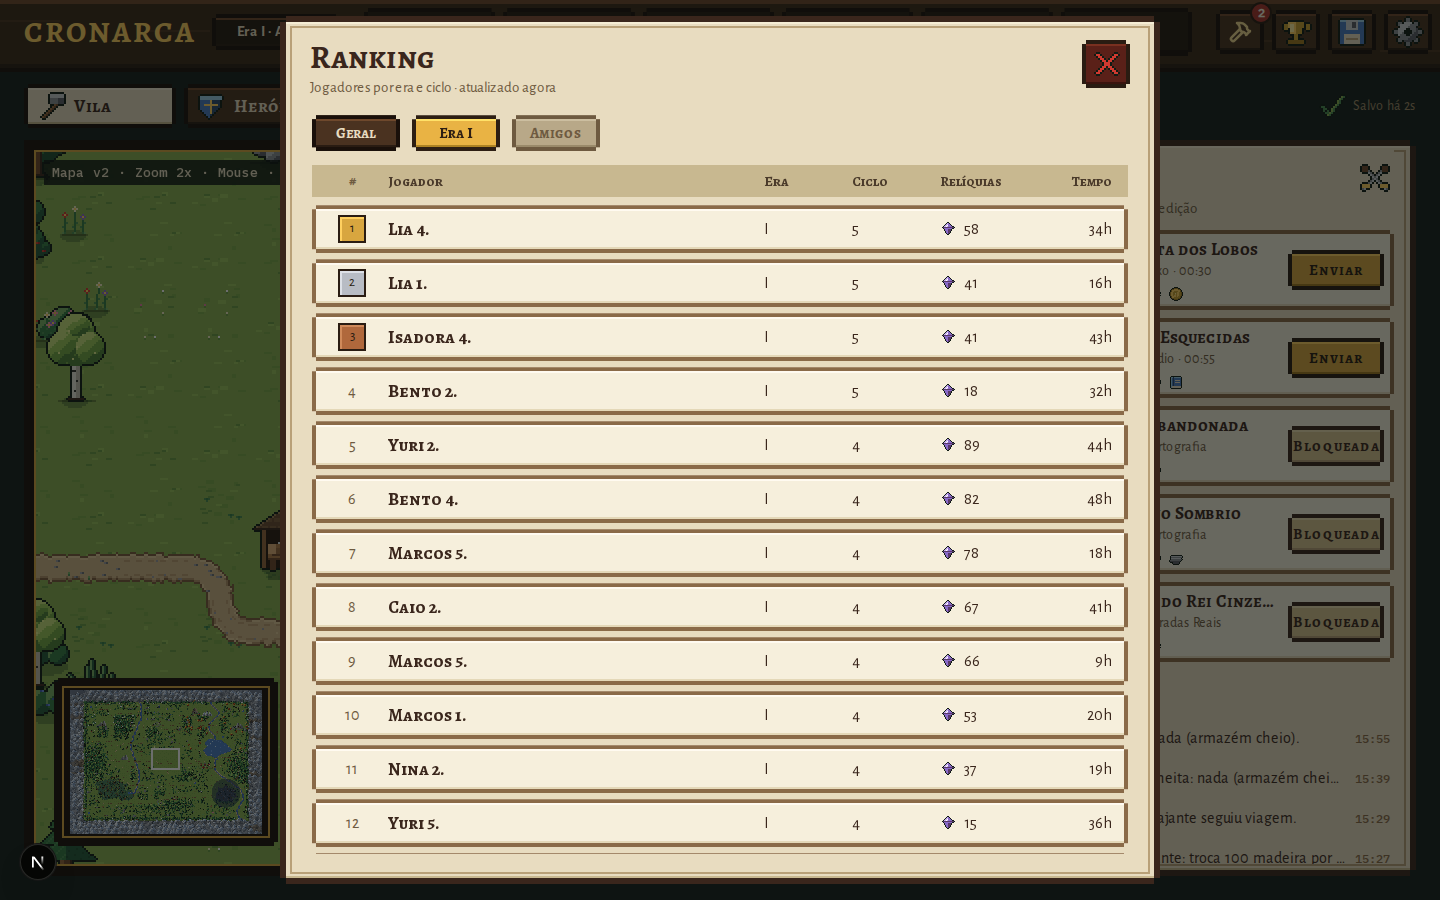 CRONARCA
Era I · A
2
Vila
Heró
Salvo há 2s
Mapa v2 · Zoom 2x · Mouse ·
Ranking
Jogadores por era e ciclo · atualizado agora
Geral
Era I
Amigos
# Jogador Era Ciclo Relíquias Tempo
1 Lia 4. I 5 58 34h
2 Lia 1. I 5 41 16h
3 Isadora 4. I 5 41 43h
4 Bento 2. I 5 18 32h
5 Yuri 2. I 4 89 44h
6 Bento 4. I 4 82 48h
7 Marcos 5. I 4 78 18h
8 Caio 2. I 4 67 41h
9 Marcos 5. I 4 66 9h
10 Marcos 1. I 4 53 20h
11 Nina 2. I 4 37 19h
12 Yuri 5. I 4 15 36h
edição
ta dos Lobos
o · 00:30
Enviar
Esquecidas
dio · 00:55
Enviar
bandonada
rtografia
Bloqueada
o Sombrio
rtografia
Bloqueada
do Rei Cinze...
radas Reais
Bloqueada
ada (armazém cheio). 15:55
heita: nada (armazém chei... 15:39
ajante seguiu viagem. 15:29
nte: troca 100 madeira por ... 15:27
N